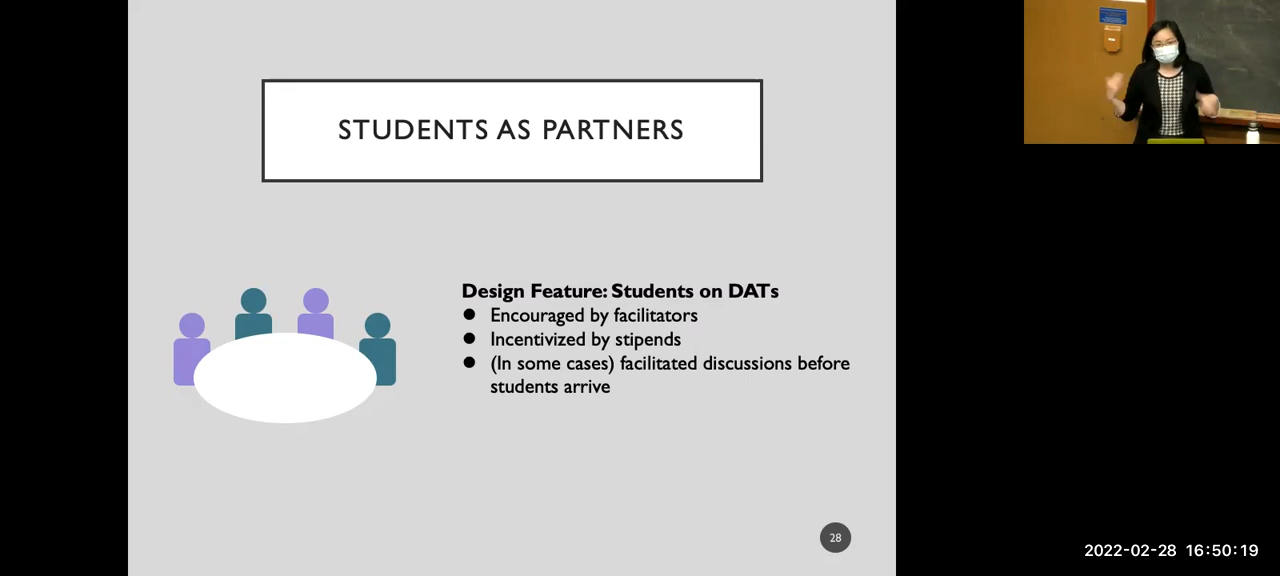 STUDENTS AS PARTNERS
Design Feature: Students on DATs
● Encouraged by facilitators
● Incentivized by stipends
● (In some cases) facilitated discussions before
students arrive
28
2022-02-28 16:50:19